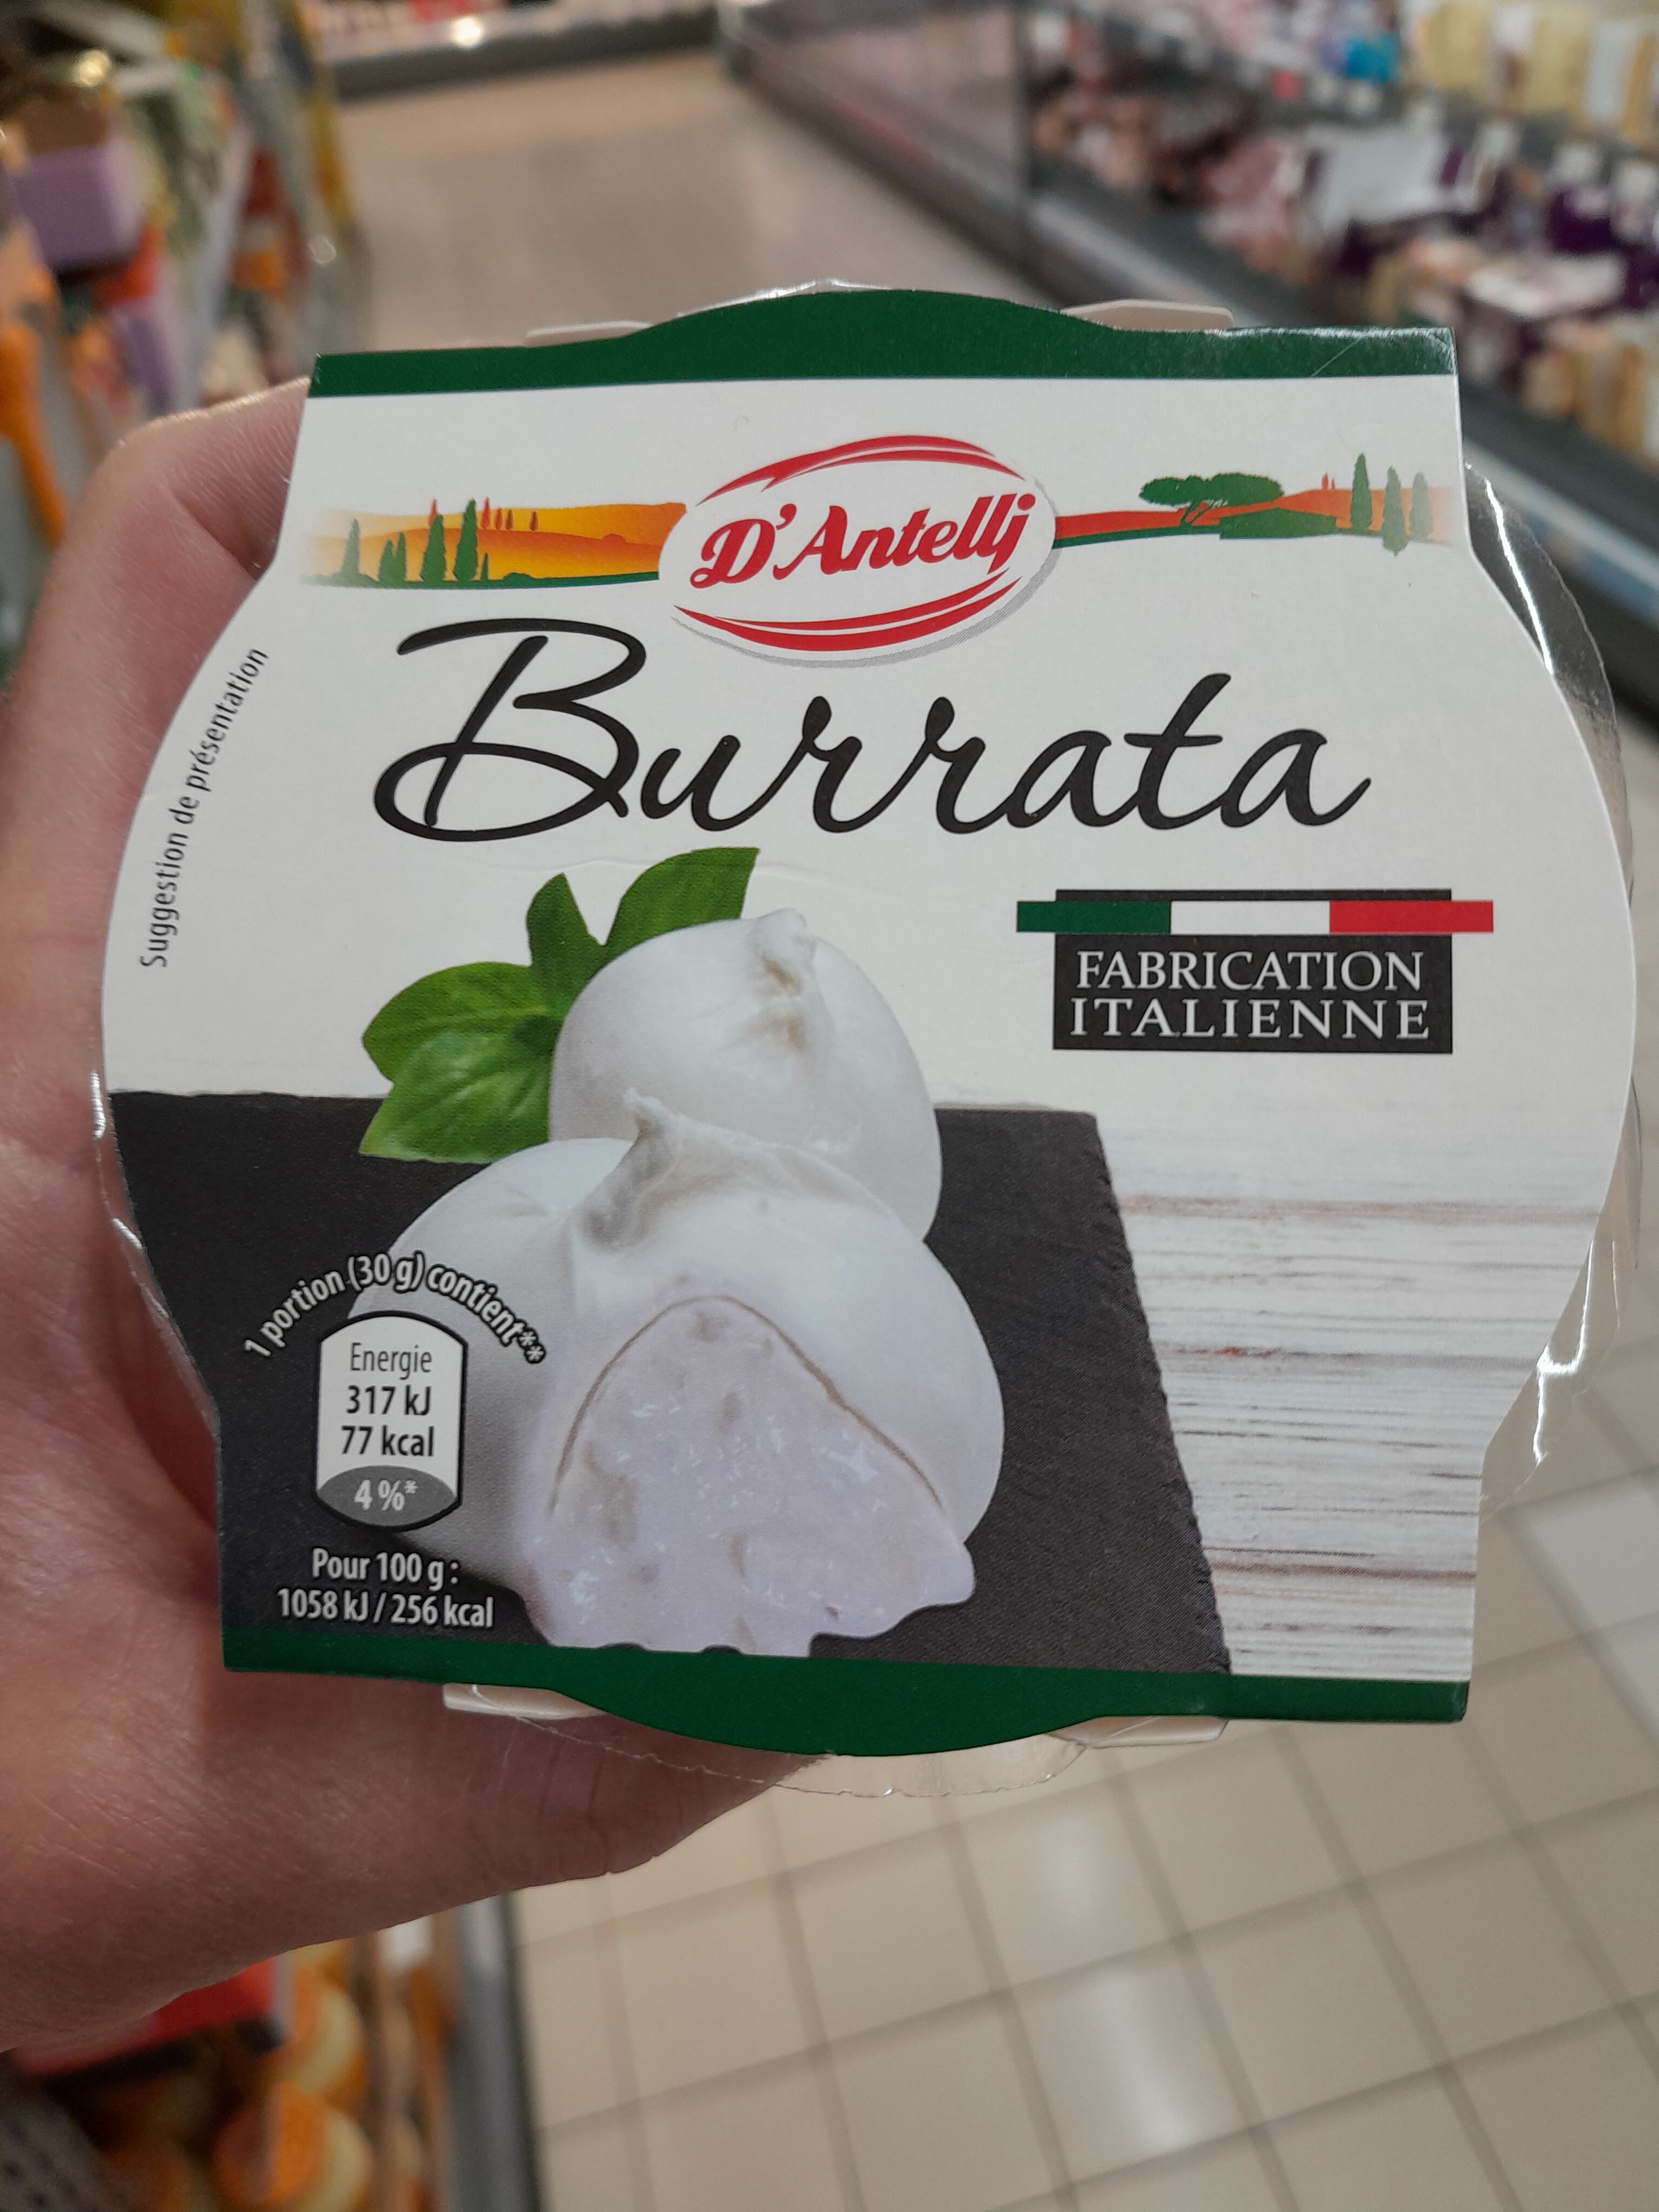 D'Antelli
Burrata
Suggestion de présentation
FABRICATION
ITALIENNE
1 portion (30 g) contient**
Energie
317 kJ
77 kcal
4 %*
Pour 100 g :
1058 kJ / 256 kcal